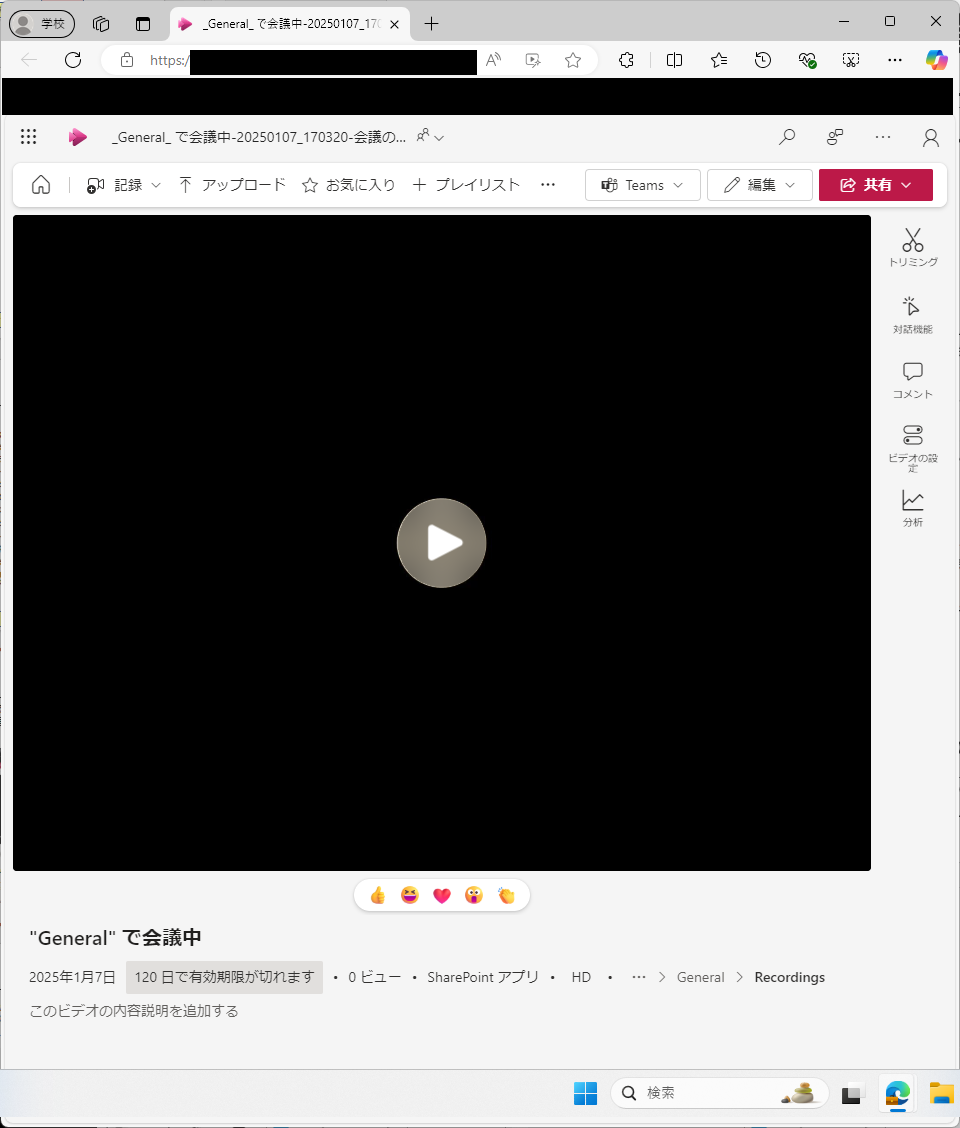 学校
_General_ で会議中-20250107_170
https:/
_General_ で会議中-20250107_170320-会議の...
記録
アップロード
お気に入り
プレイリスト
Teams
編集
共有
トリミング
対話機能
コメント
ビデオの設
定
分析
"General" で会議中
2025年1月7日 120 日で有効期限が切れます • 0 ビュー • SharePoint アプリ • HD • ··· > General > Recordings
このビデオの内容説明を追加する
検索